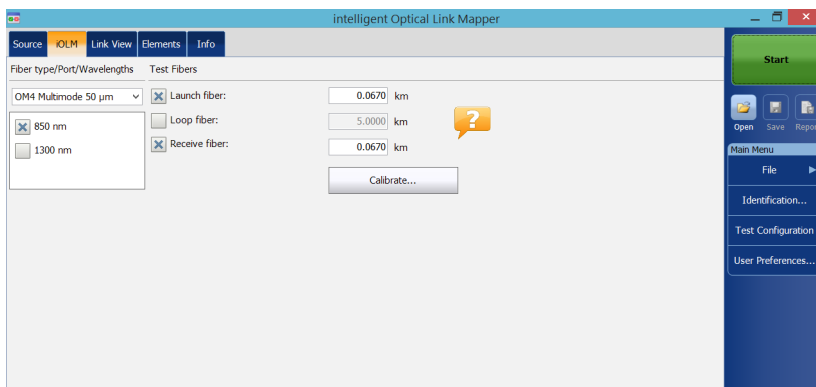 intelligent Optical Link Mapper
Source iOLM Link View Elements Info
Fiber type/Port/Wavelengths Test Fibers
OM4 Multimode 50 µm
Launch fiber: 0.0670 km
850 nm
Loop fiber: 5.0000 km
1300 nm
Receive fiber: 0.0670 km
?
Calibrate...
Start
Open Save Repor
Main Menu
File
Identification...
Test Configuration
User Preferences...